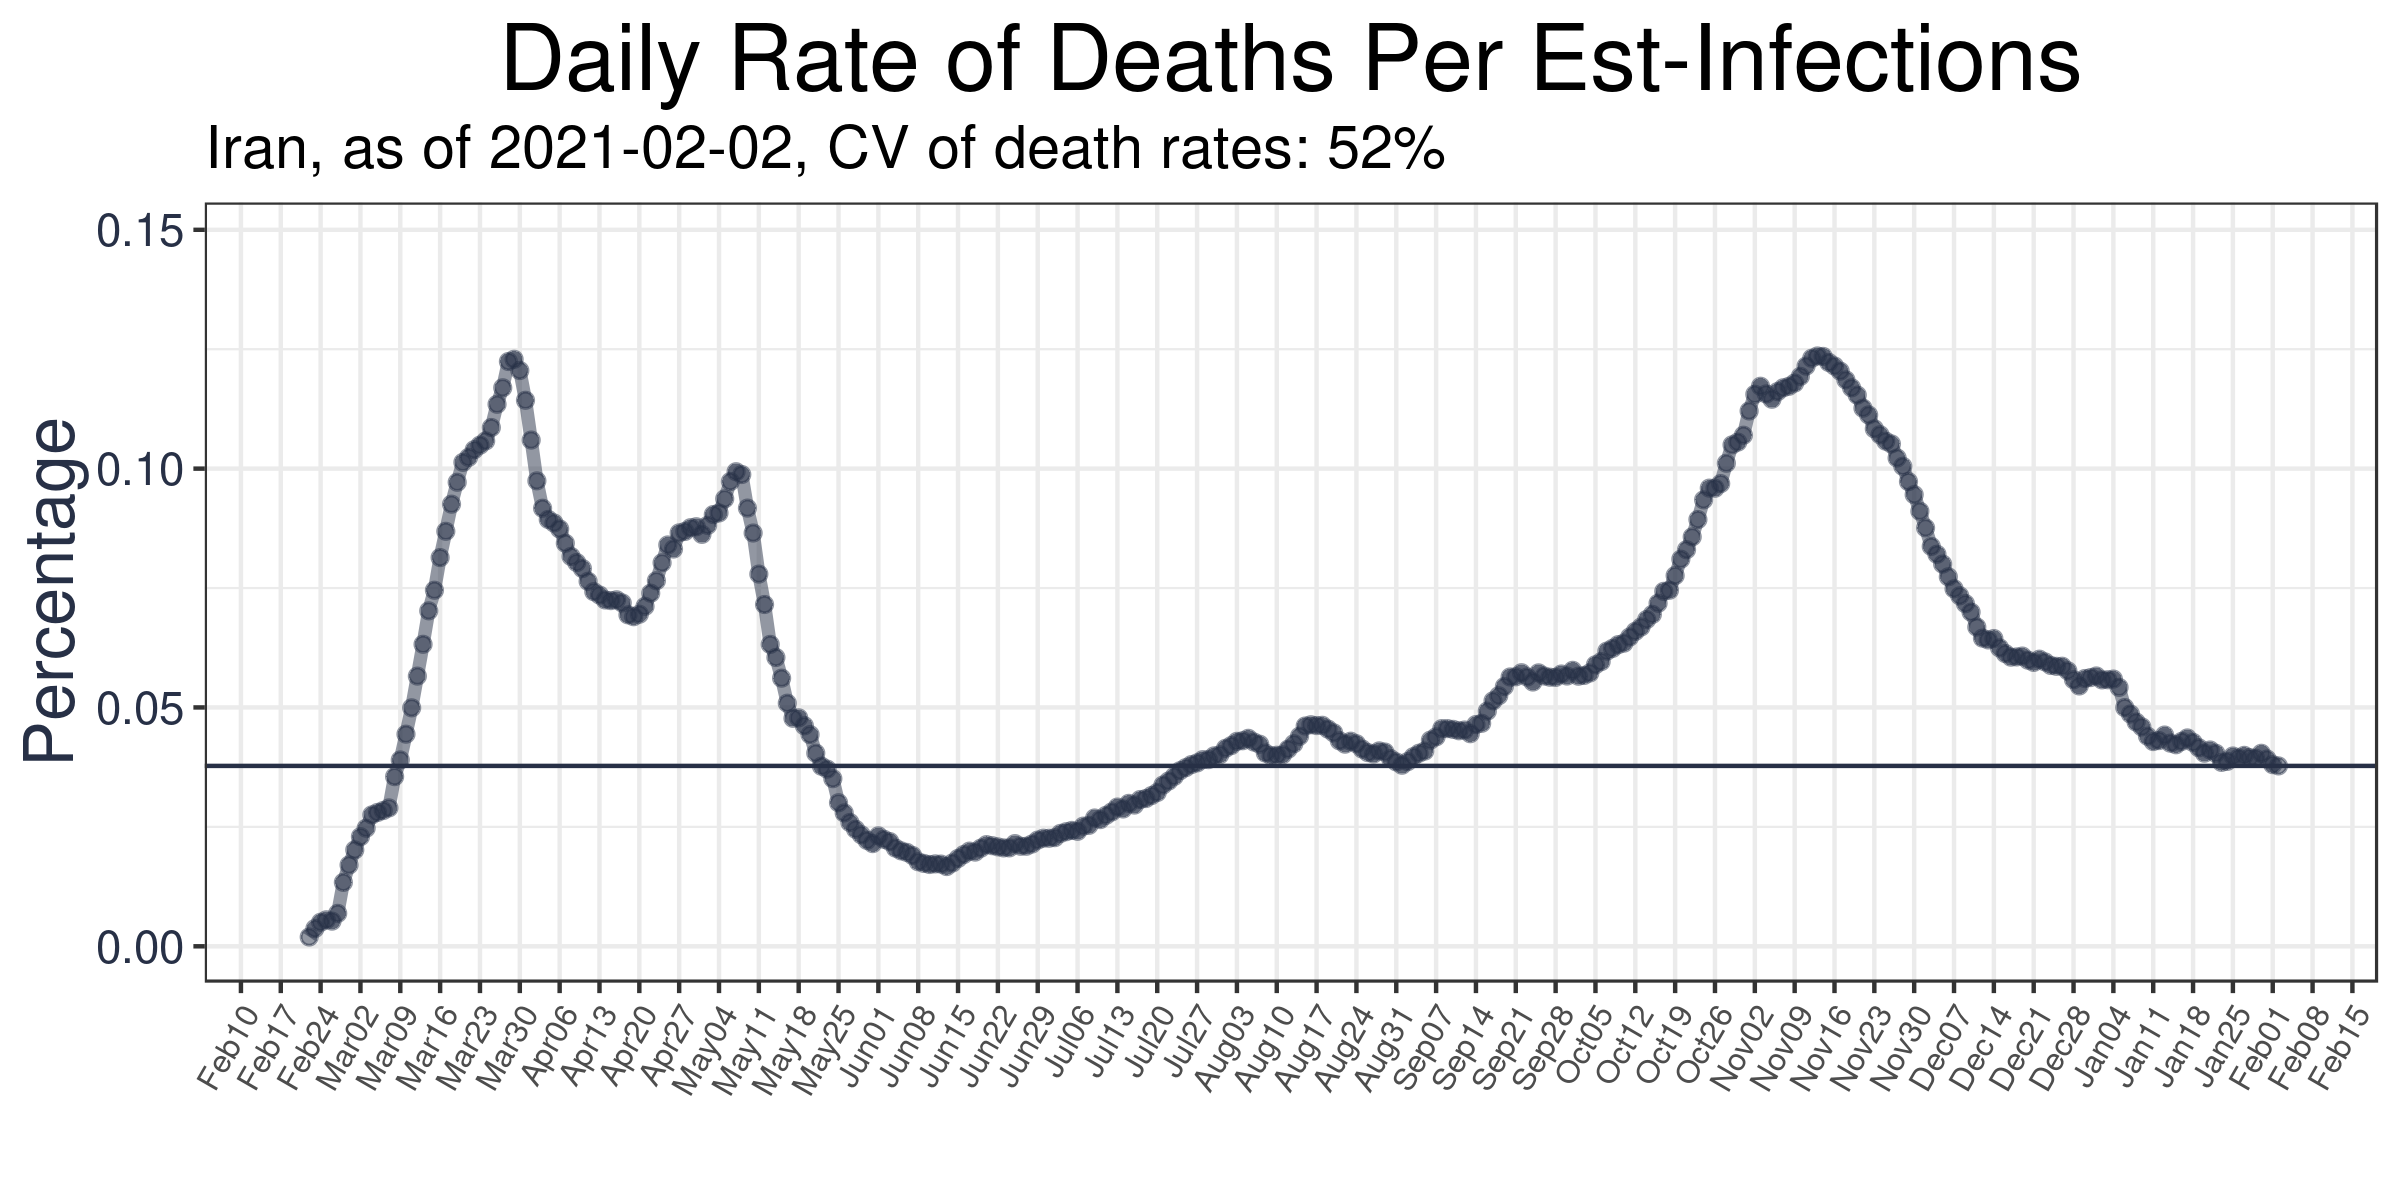 Daily Rate of Deaths Per Est-Infections
Iran, as of 2021-02-02, CV of death rates: 52%
Percentage
0.15
0.10
0.05
0.00
Feb10
Feb17
Feb24
Mar02
Mar09
Mar16
Mar23
Mar30
Apr06
Apr13
Apr20
Apr27
May04
May11
May18
May25
Jun01
Jun08
Jun15
Jun22
Jun29
Jul06
Jul13
Jul20
Jul27
Aug03
Aug10
Aug17
Aug24
Aug31
Sep07
Sep14
Sep21
Sep28
Oct05
Oct12
Oct19
Oct26
Nov02
Nov09
Nov16
Nov23
Nov30
Dec07
Dec14
Dec21
Dec28
Jan04
Jan11
Jan18
Jan25
Feb01
Feb08
Feb15